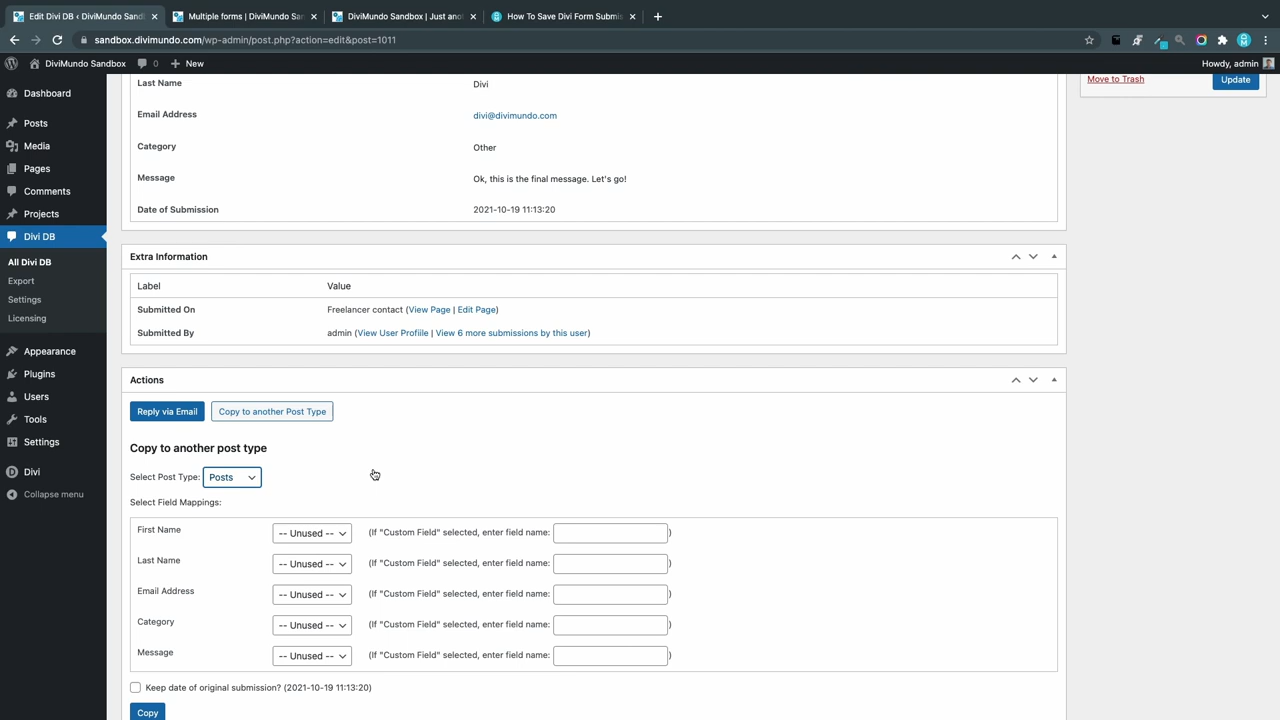 Edit Divi DB ‹ DiviMundo Sandl
Multiple forms | DiviMundo San
DiviMundo Sandbox | Just anot
How To Save Divi Form Submis
sandbox.divimundo.com/wp-admin/post.php?action=edit&post=1011
DiviMundo Sandbox
0
New
Howdy, admin
Dashboard
Posts
Media
Pages
Comments
Projects
Divi DB
All Divi DB
Export
Settings
Licensing
Appearance
Plugins
Users
Tools
Settings
Divi
Collapse menu
Move to Trash
Update
Last Name Divi
Email Address divi@divimundo.com
Category Other
Message Ok, this is the final message. Let's go!
Date of Submission 2021-10-19 11:13:20
Extra Information
Label Value
Submitted On Freelancer contact (View Page | Edit Page)
Submitted By admin (View User Profiile | View 6 more submissions by this user)
Actions
Reply via Email Copy to another Post Type
Copy to another post type
Select Post Type: Posts
Select Field Mappings:
First Name -- Unused -- (If "Custom Field" selected, enter field name: )
Last Name -- Unused -- (If "Custom Field" selected, enter field name: )
Email Address -- Unused -- (If "Custom Field" selected, enter field name: )
Category -- Unused -- (If "Custom Field" selected, enter field name: )
Message -- Unused -- (If "Custom Field" selected, enter field name: )
Keep date of original submission? (2021-10-19 11:13:20)
Copy